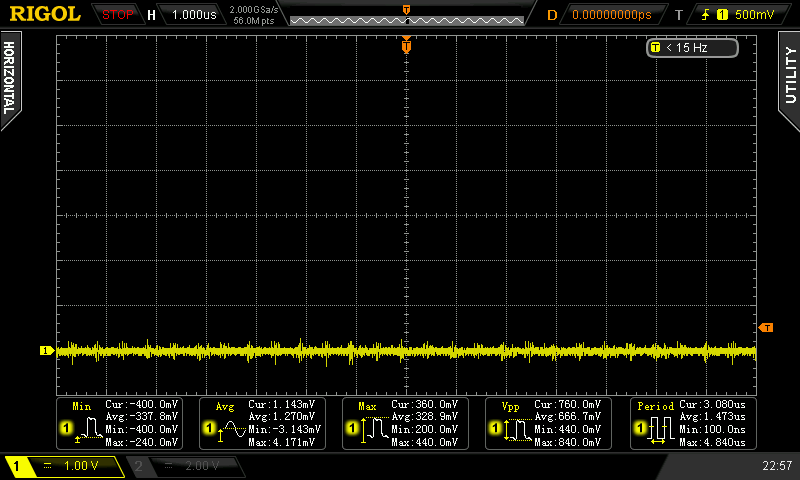 RIGOL STOP H 1.000us 2.000GSa/s 56.0M pts D 0.00000000ps T 1 500mV
T < 15 Hz
HORIZONTAL
UTILITY
T
T
T
1
Min
Cur:-400.0mV
Avg:-337.8mV
Min:-400.0mV
Max:-240.0mV
1
Avg
Cur:1.143mV
Avg:1.270mV
Min:-3.143mV
Max:4.171mV
1
Max
Cur:360.0mV
Avg:328.9mV
Min:200.0mV
Max:440.0mV
1
Vpp
Cur:760.0mV
Avg:666.7mV
Min:440.0mV
Max:840.0mV
1
Period
Cur:3.080us
Avg:1.473us
Min:100.0ns
Max:4.840us
1
1 1.00 V 2 2.00 V 22:57